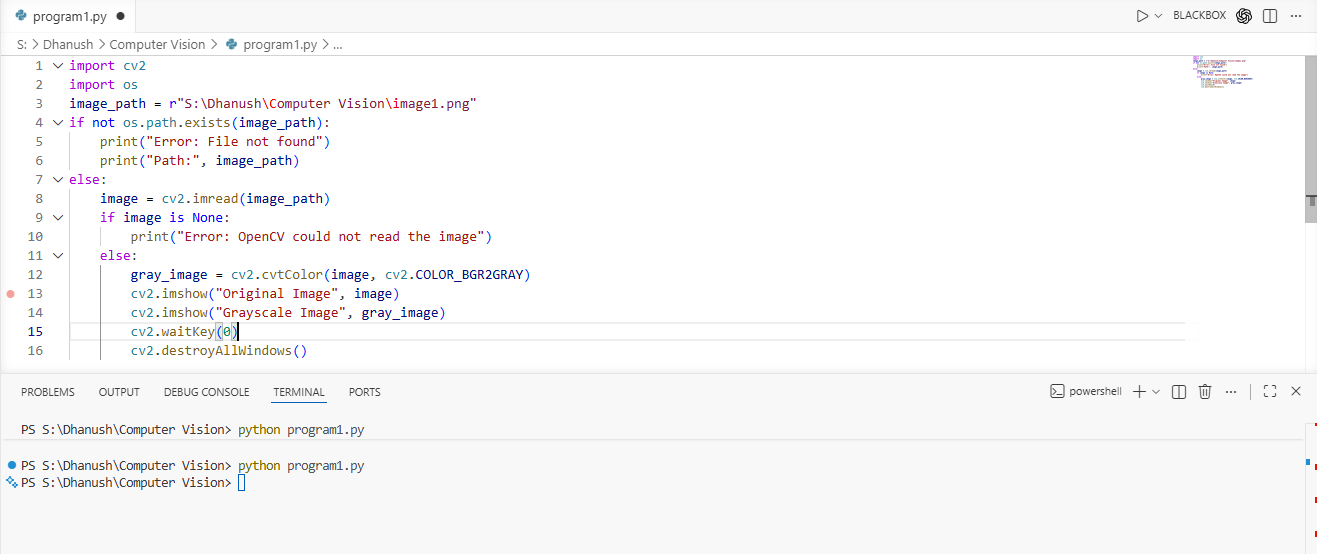 program1.py
BLACKBOX
S: > Dhanush > Computer Vision > program1.py > ...
1 import cv2
2 import os
3 image_path = r"S:\Dhanush\Computer Vision\image1.png"
4 if not os.path.exists(image_path):
5     print("Error: File not found")
6     print("Path:", image_path)
7 else:
8     image = cv2.imread(image_path)
9     if image is None:
10         print("Error: OpenCV could not read the image")
11     else:
12         gray_image = cv2.cvtColor(image, cv2.COLOR_BGR2GRAY)
13         cv2.imshow("Original Image", image)
14         cv2.imshow("Grayscale Image", gray_image)
15         cv2.waitKey(0)
16         cv2.destroyAllWindows()
PROBLEMS OUTPUT DEBUG CONSOLE TERMINAL PORTS
powershell
PS S:\Dhanush\Computer Vision> python program1.py
PS S:\Dhanush\Computer Vision> python program1.py
PS S:\Dhanush\Computer Vision>